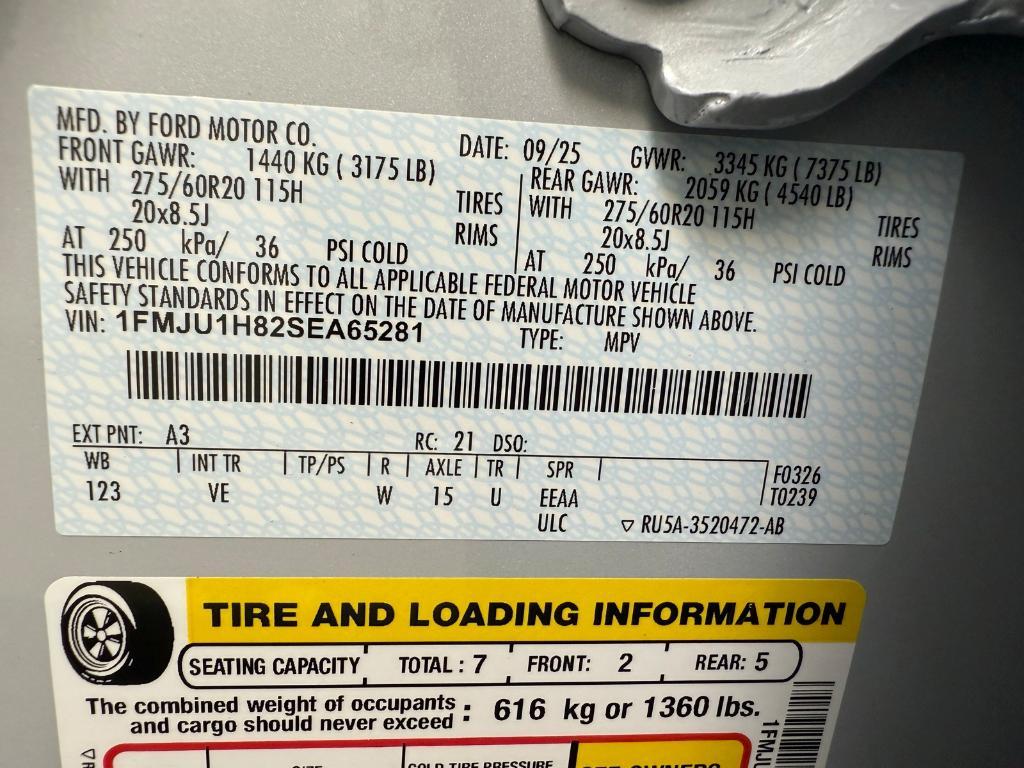 MFD. BY FORD MOTOR CO.
DATE: 09/25 GVWR: 3345 KG ( 7375 LB)
FRONT GAWR: 1440 KG ( 3175 LB)
WITH 275/60R20 115H TIRES
20x8.5J RIMS
AT 250 kPa/ 36 PSI COLD
REAR GAWR: 2059 KG ( 4540 LB)
WITH 275/60R20 115H TIRES
20x8.5J RIMS
AT 250 kPa/ 36 PSI COLD
THIS VEHICLE CONFORMS TO ALL APPLICABLE FEDERAL MOTOR VEHICLE
SAFETY STANDARDS IN EFFECT ON THE DATE OF MANUFACTURE SHOWN ABOVE.
VIN: 1FMJU1H82SEA65281 TYPE: MPV
EXT PNT: A3 RC: 21 DSO:
WB INT TR TP/PS R AXLE TR SPR F0326
123 VE W 15 U EEAA T0239
ULC ▽ RU5A-3520472-AB
TIRE AND LOADING INFORMATION
SEATING CAPACITY TOTAL : 7 FRONT: 2 REAR: 5
The combined weight of occupants
and cargo should never exceed : 616 kg or 1360 lbs.
1FMJU
COLD TIRE PRESSURE
SEE OWNERS